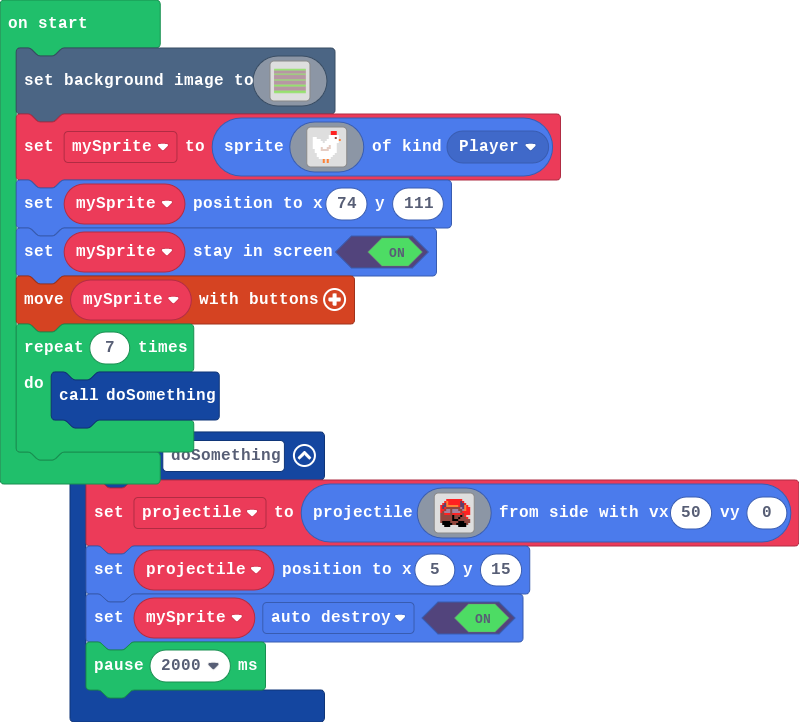 on start
set background image to
set mySprite to sprite of kind Player
set mySprite position to x 74 y 111
set mySprite stay in screen ON
move mySprite with buttons
repeat 7 times
do
call doSomething
doSomething
set projectile to projectile from side with vx 50 vy 0
set projectile position to x 5 y 15
set mySprite auto destroy ON
pause 2000 ms